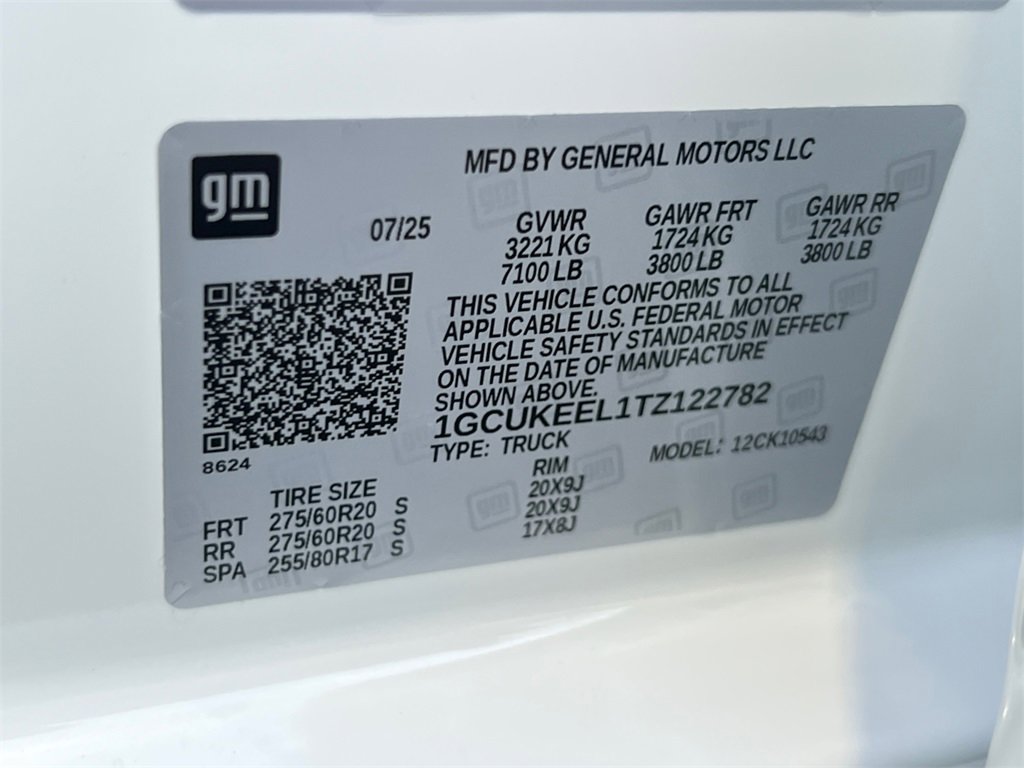 gm
MFD BY GENERAL MOTORS LLC
07/25
GVWR
3221 KG
7100 LB
GAWR FRT
1724 KG
3800 LB
GAWR RR
1724 KG
3800 LB
THIS VEHICLE CONFORMS TO ALL
APPLICABLE U.S. FEDERAL MOTOR
VEHICLE SAFETY STANDARDS IN EFFECT
ON THE DATE OF MANUFACTURE
SHOWN ABOVE.
1GCUKEEL1TZ122782
TYPE: TRUCK MODEL: 12CK10543
8624
TIRE SIZE RIM
FRT 275/60R20 S 20X9J
RR 275/60R20 S 20X9J
SPA 255/80R17 S 17X8J